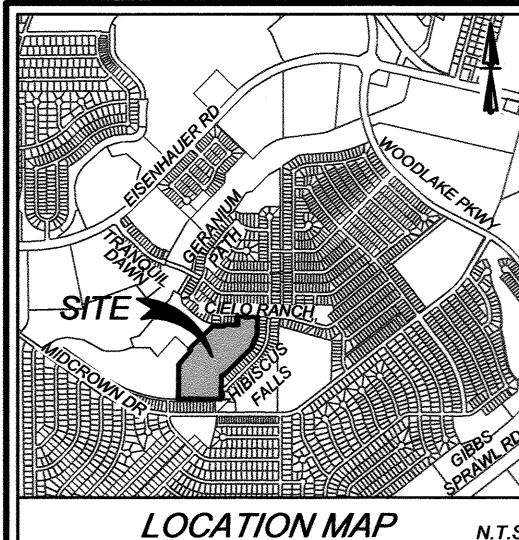 EISENHAUER RD
WOODLAKE PKWY
GERANIUM
PATH
TRANQUIL
DAWN
SITE
CIELO RANCH
HIBISCUS
FALLS
MIDCROWN DR
GIBBS
SPRAWL RD
LOCATION MAP
N.T.S